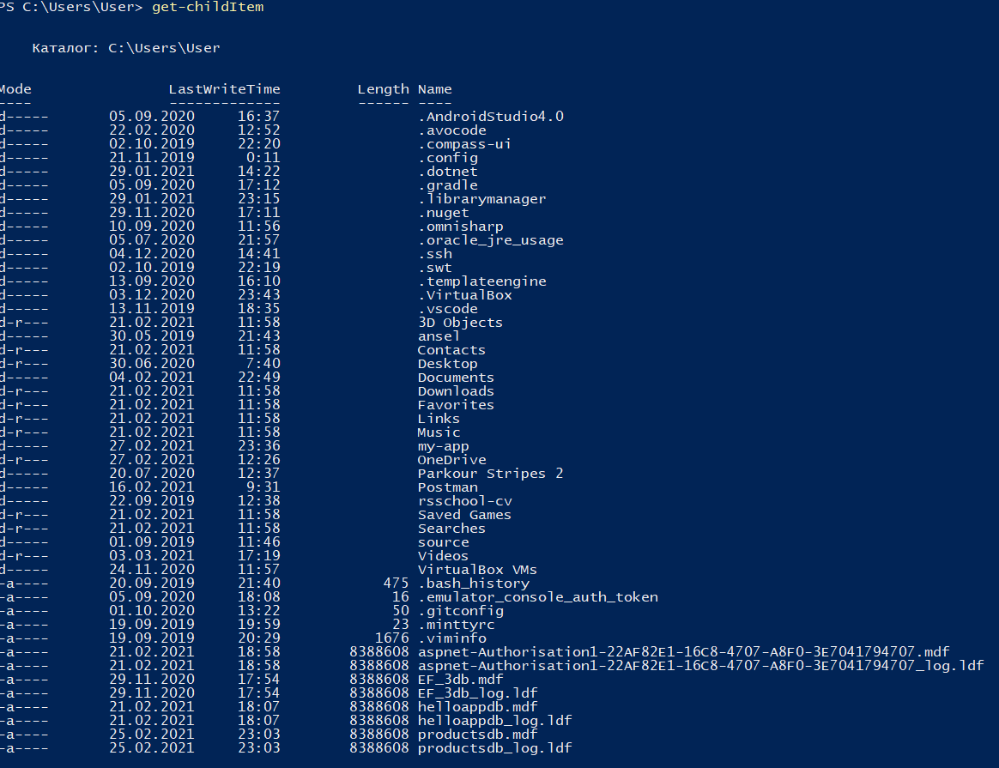 PS C:\Users\User> get-childItem
Каталог: C:\Users\User
Mode LastWriteTime Length Name
---- ------------- ------ ----
d----- 05.09.2020 16:37 .AndroidStudio4.0
d----- 22.02.2020 12:52 .avocode
d----- 02.10.2019 22:20 .compass-ui
d----- 21.11.2019 0:11 .config
d----- 29.01.2021 14:22 .dotnet
d----- 05.09.2020 17:12 .gradle
d----- 29.01.2021 23:15 .librarymanager
d----- 29.11.2020 17:11 .nuget
d----- 10.09.2020 11:56 .omnisharp
d----- 05.07.2020 21:57 .oracle_jre_usage
d----- 04.12.2020 14:41 .ssh
d----- 02.10.2019 22:19 .swt
d----- 13.09.2020 16:10 .templateengine
d----- 03.12.2020 23:43 .VirtualBox
d----- 13.11.2019 18:35 .vscode
d-r--- 21.02.2021 11:58 3D Objects
d----- 30.05.2019 21:43 ansel
d-r--- 21.02.2021 11:58 Contacts
d-r--- 30.06.2020 7:40 Desktop
d----- 04.02.2021 22:49 Documents
d-r--- 21.02.2021 11:58 Downloads
d-r--- 21.02.2021 11:58 Favorites
d-r--- 21.02.2021 11:58 Links
d-r--- 21.02.2021 11:58 Music
d----- 27.02.2021 23:36 my-app
d-r--- 27.02.2021 12:26 OneDrive
d----- 20.07.2020 12:37 Parkour Stripes 2
d----- 16.02.2021 9:31 Postman
d----- 22.09.2019 12:38 rsschool-cv
d-r--- 21.02.2021 11:58 Saved Games
d-r--- 21.02.2021 11:58 Searches
d----- 01.09.2019 11:46 source
d-r--- 03.03.2021 17:19 Videos
d----- 24.11.2020 11:57 VirtualBox VMs
-a---- 20.09.2019 21:40 475 .bash_history
-a---- 05.09.2020 18:08 16 .emulator_console_auth_token
-a---- 01.10.2020 13:22 50 .gitconfig
-a---- 19.09.2019 19:59 23 .minttyrc
-a---- 19.09.2019 20:29 1676 .viminfo
-a---- 21.02.2021 18:58 8388608 aspnet-Authorisation1-22AF82E1-16C8-4707-A8F0-3E7041794707.mdf
-a---- 21.02.2021 18:58 8388608 aspnet-Authorisation1-22AF82E1-16C8-4707-A8F0-3E7041794707_log.ldf
-a---- 29.11.2020 17:54 8388608 EF_3db.mdf
-a---- 29.11.2020 17:54 8388608 EF_3db_log.ldf
-a---- 21.02.2021 18:07 8388608 helloappdb.mdf
-a---- 21.02.2021 18:07 8388608 helloappdb_log.ldf
-a---- 25.02.2021 23:03 8388608 productsdb.mdf
-a---- 25.02.2021 23:03 8388608 productsdb_log.ldf